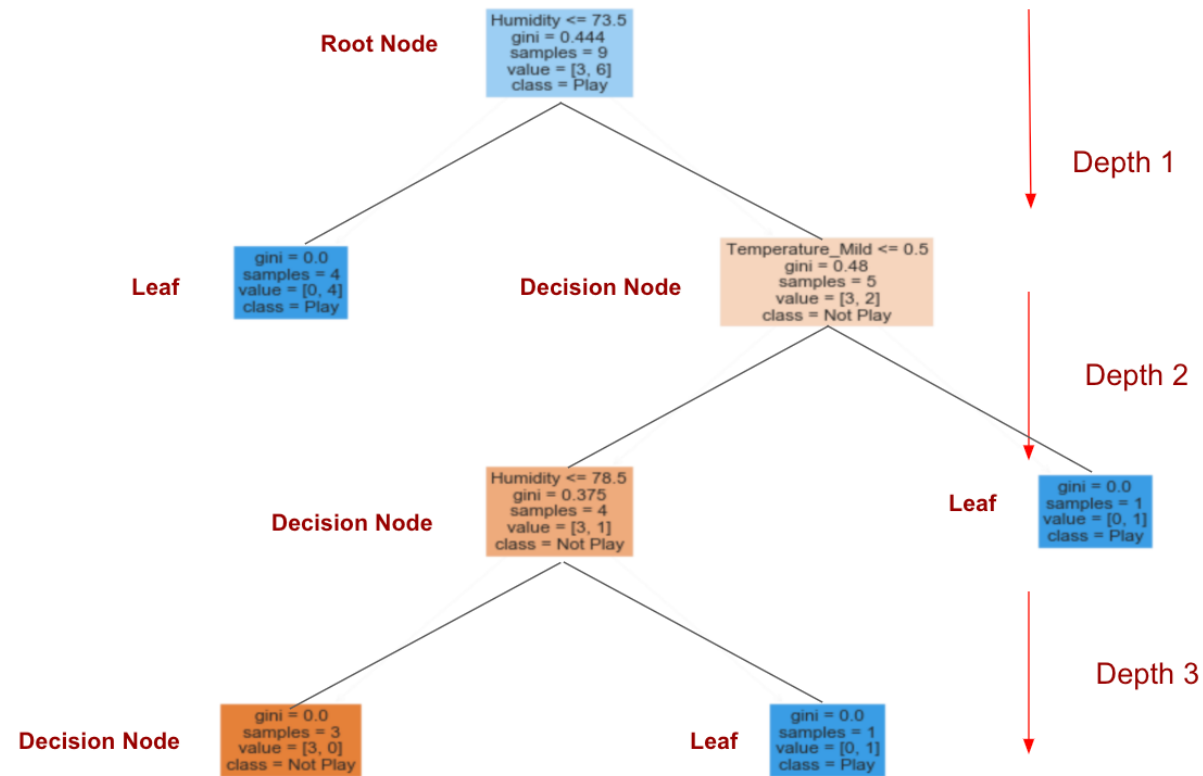 Humidity <= 73.5
gini = 0.444
samples = 9
value = [3, 6]
class = Play
Root Node
Depth 1
gini = 0.0
samples = 4
value = [0, 4]
class = Play
Leaf
Temperature_Mild <= 0.5
gini = 0.48
samples = 5
value = [3, 2]
class = Not Play
Decision Node
Depth 2
Humidity <= 78.5
gini = 0.375
samples = 4
value = [3, 1]
class = Not Play
Decision Node
gini = 0.0
samples = 1
value = [0, 1]
class = Play
Leaf
Depth 3
gini = 0.0
samples = 3
value = [3, 0]
class = Not Play
Decision Node
gini = 0.0
samples = 1
value = [0, 1]
class = Play
Leaf